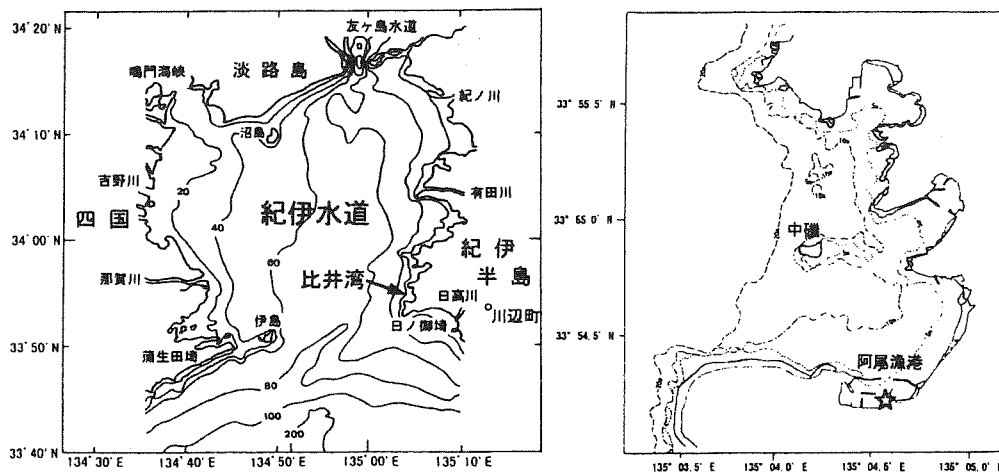 34°20' N
34°10' N
34°00' N
33°50' N
33°40' N
134°30' E
134°40' E
134°50' E
135°00' E
135°10' E
友ヶ島水道
鳴門海峡
淡路島
紀ノ川
沼島
吉野川
20
四国
40
紀伊水道
有田川
60
紀伊
半島
那賀川
比井湾
日高川
川辺町
伊島
日ノ御埼
蒲生田埼
80
100
200
33° 55.5' N
33° 55.0' N
中磯
33° 54.5' N
阿尾漁港
135° 03.5' E
135° 04.0' E
135° 04.5' E
136° 05.0' E